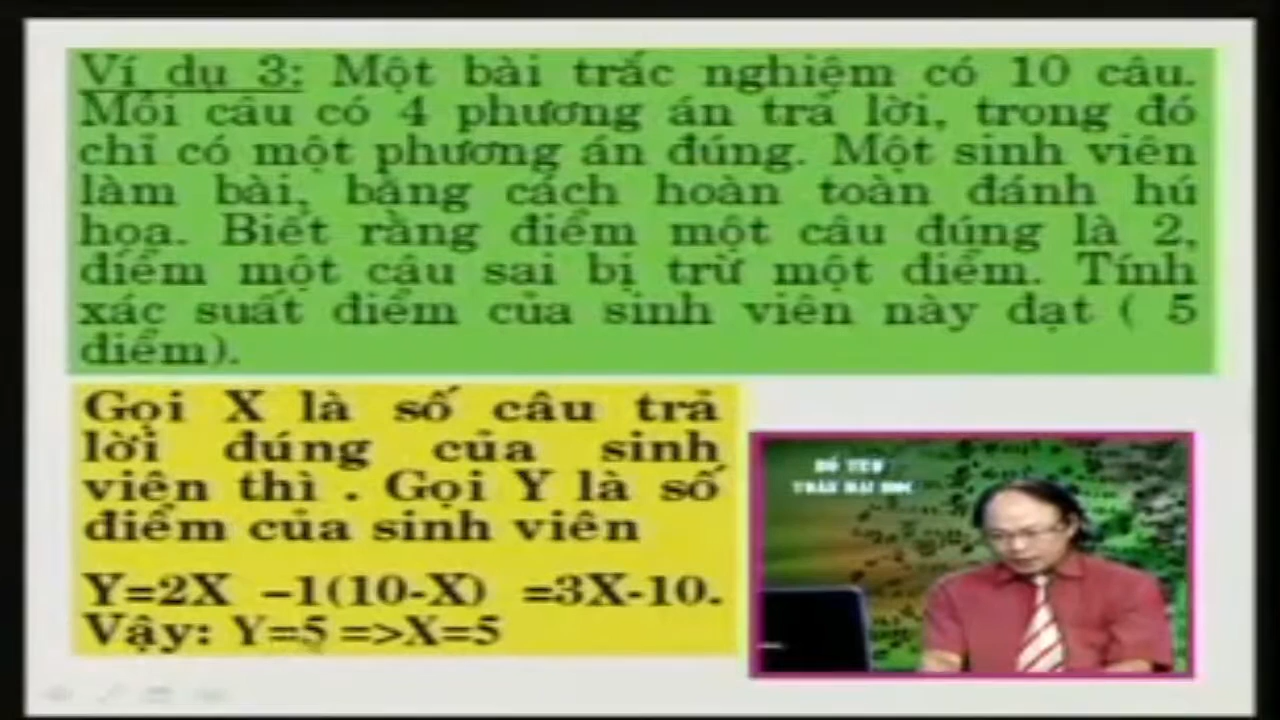 Ví dụ 3: Một bài trắc nghiệm có 10 câu.
Mỗi câu có 4 phương án trả lời, trong đó
chỉ có một phương án đúng. Một sinh viên
làm bài, bằng cách hoàn toàn đánh hú
họa. Biết rằng điểm một câu đúng là 2,
điểm một câu sai bị trừ một điểm. Tính
xác suất điểm của sinh viên này đạt ( 5
điểm).
Gọi X là số câu trả
lời đúng của sinh
viên thì . Gọi Y là số
điểm của sinh viên
Y=2X –1(10-X) =3X-10.
Vậy: Y=5 =>X=5
TOÁN ĐẠI HỌC